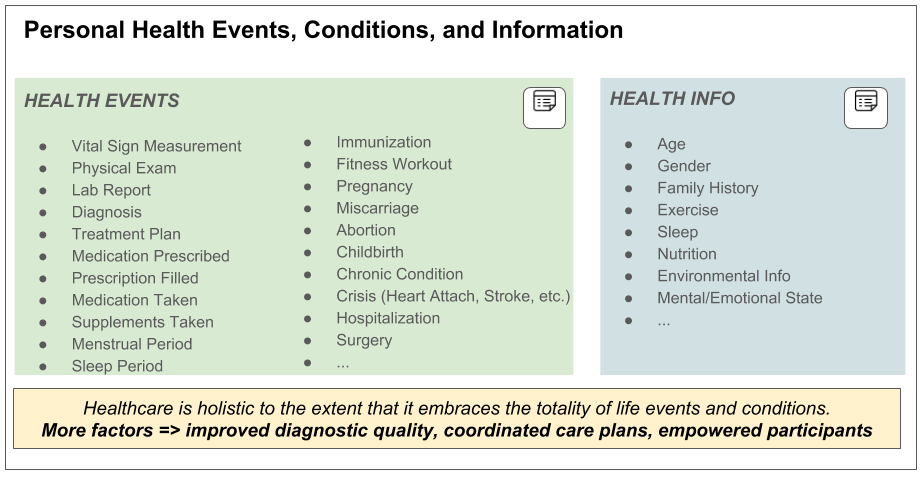 Personal Health Events, Conditions, and Information
HEALTH EVENTS
● Vital Sign Measurement
● Physical Exam
● Lab Report
● Diagnosis
● Treatment Plan
● Medication Prescribed
● Prescription Filled
● Medication Taken
● Supplements Taken
● Menstrual Period
● Sleep Period
● Immunization
● Fitness Workout
● Pregnancy
● Miscarriage
● Abortion
● Childbirth
● Chronic Condition
● Crisis (Heart Attach, Stroke, etc.)
● Hospitalization
● Surgery
● ...
HEALTH INFO
● Age
● Gender
● Family History
● Exercise
● Sleep
● Nutrition
● Environmental Info
● Mental/Emotional State
● ...
Healthcare is holistic to the extent that it embraces the totality of life events and conditions.
More factors => improved diagnostic quality, coordinated care plans, empowered participants